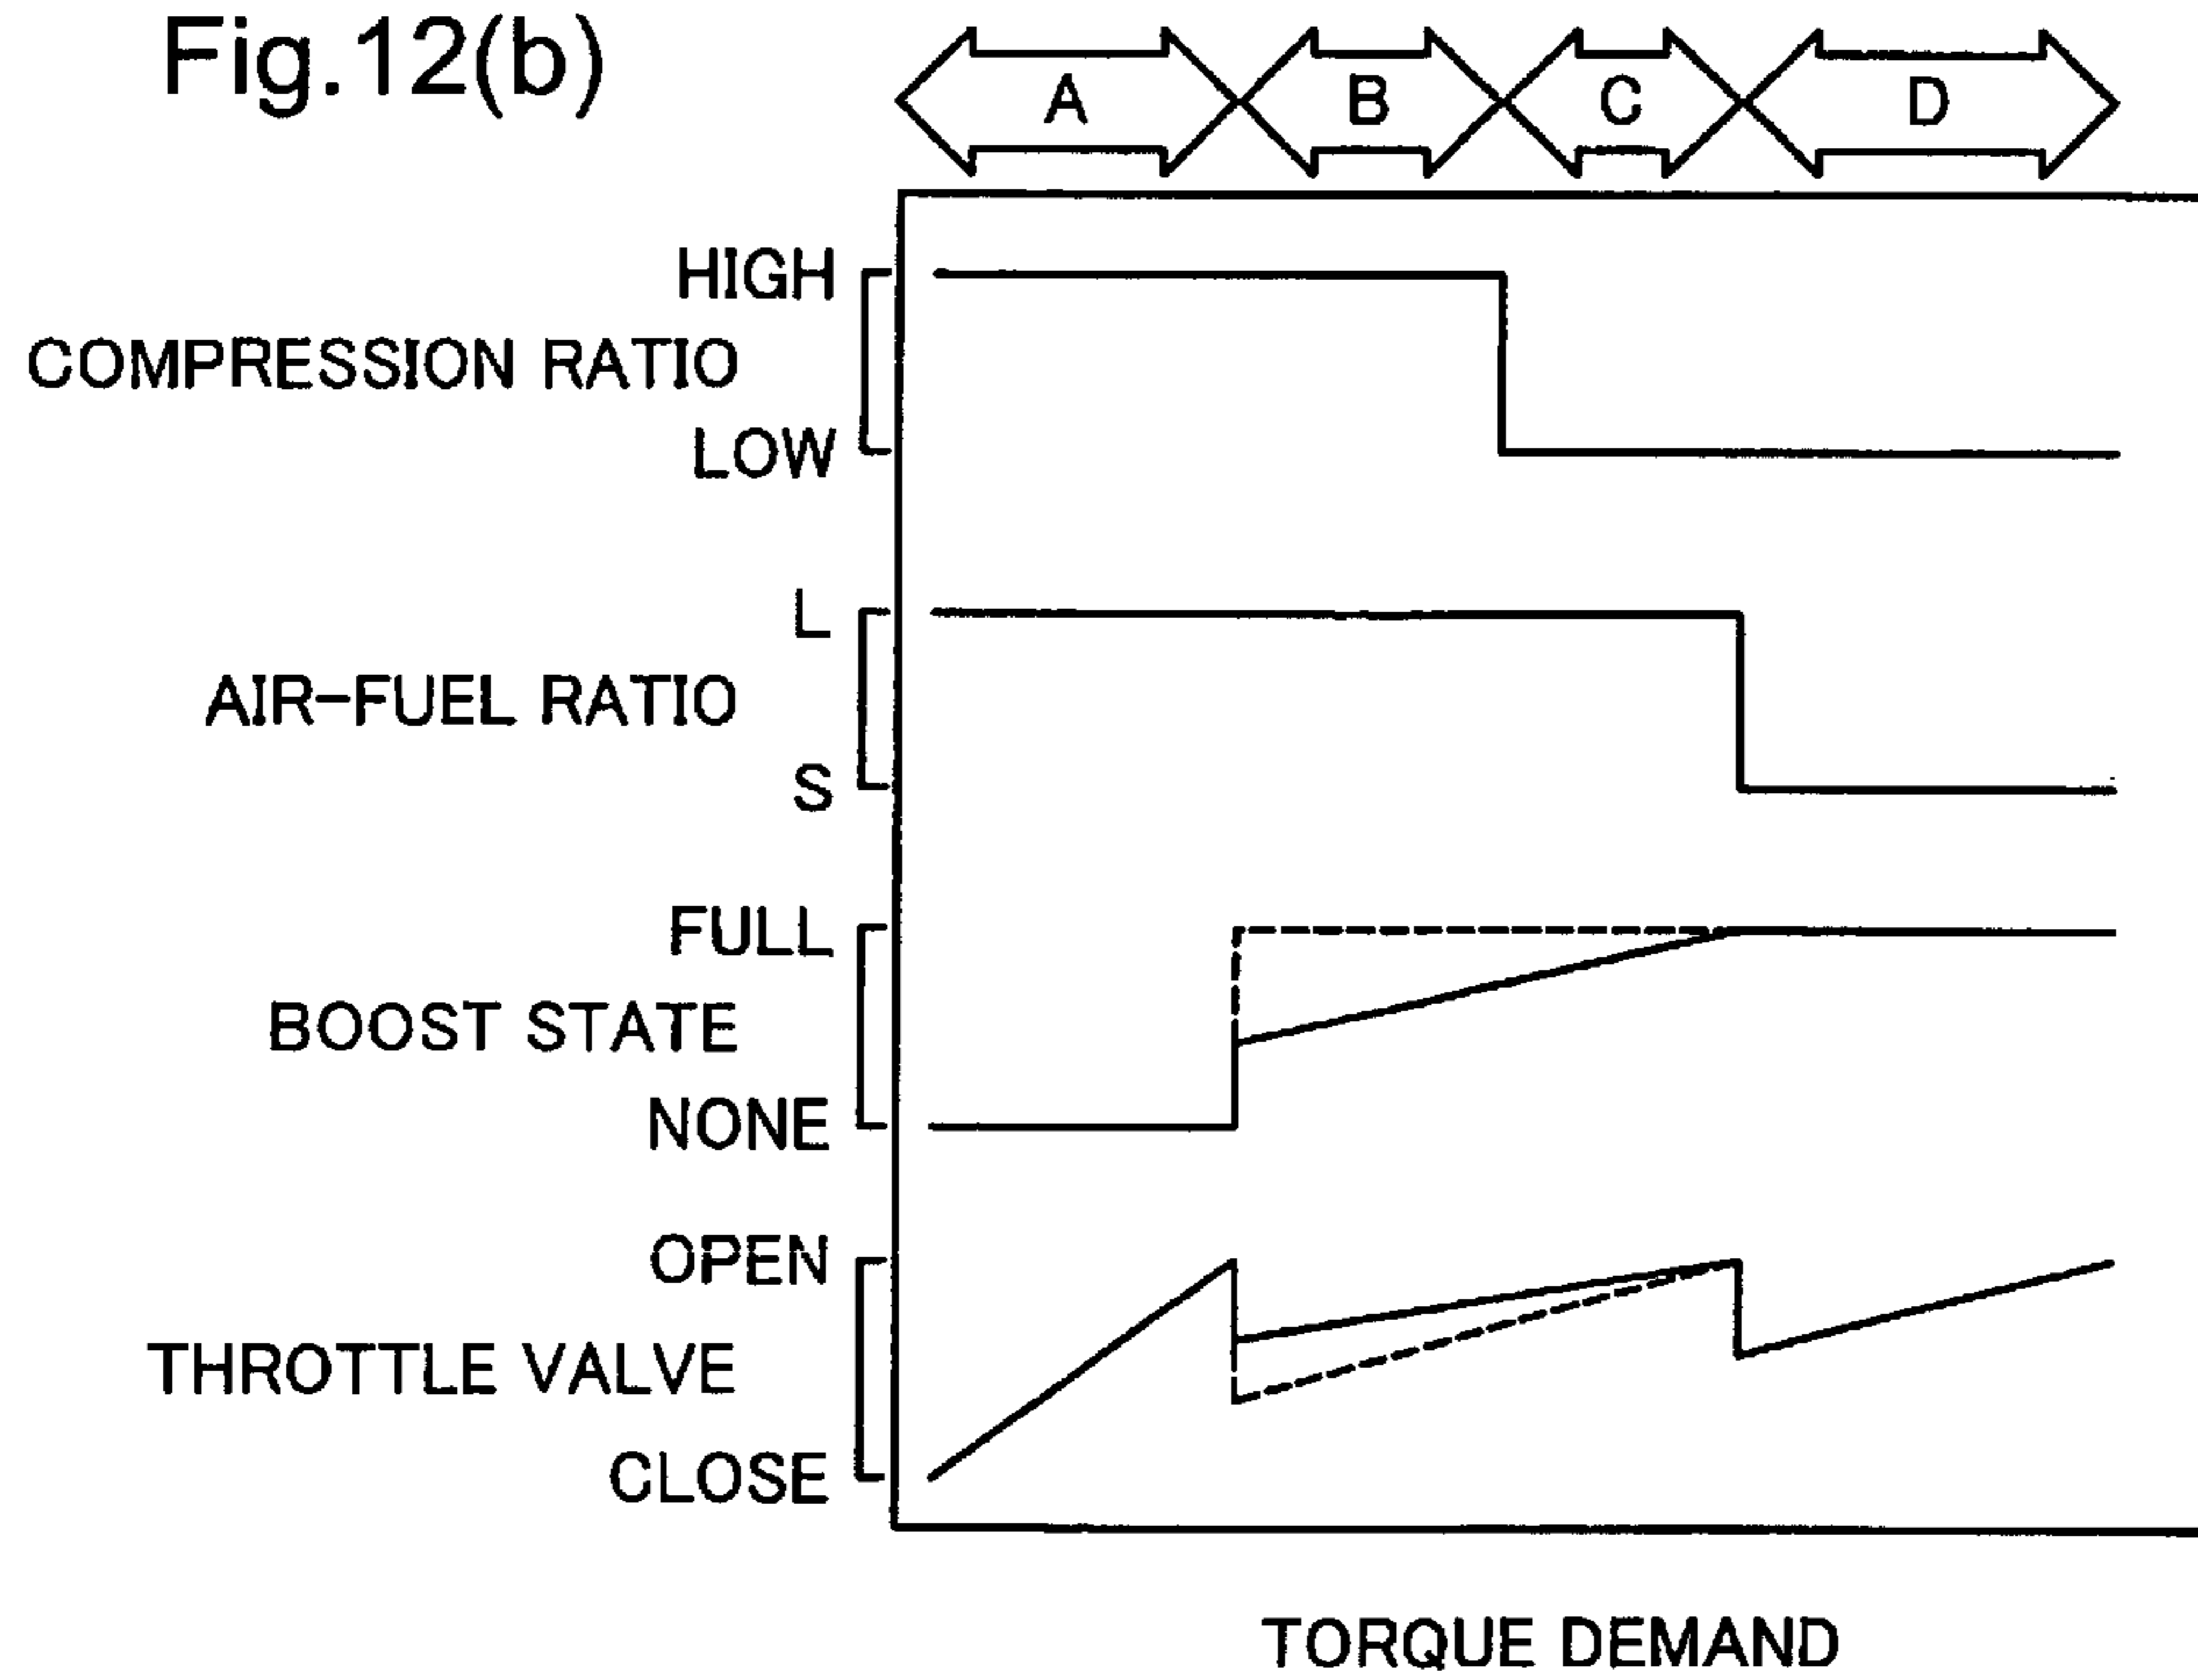 Fig.12(b)
A B C D
HIGH
COMPRESSION RATIO
LOW
L
AIR-FUEL RATIO
S
FULL
BOOST STATE
NONE
OPEN
THROTTLE VALVE
CLOSE
TORQUE DEMAND